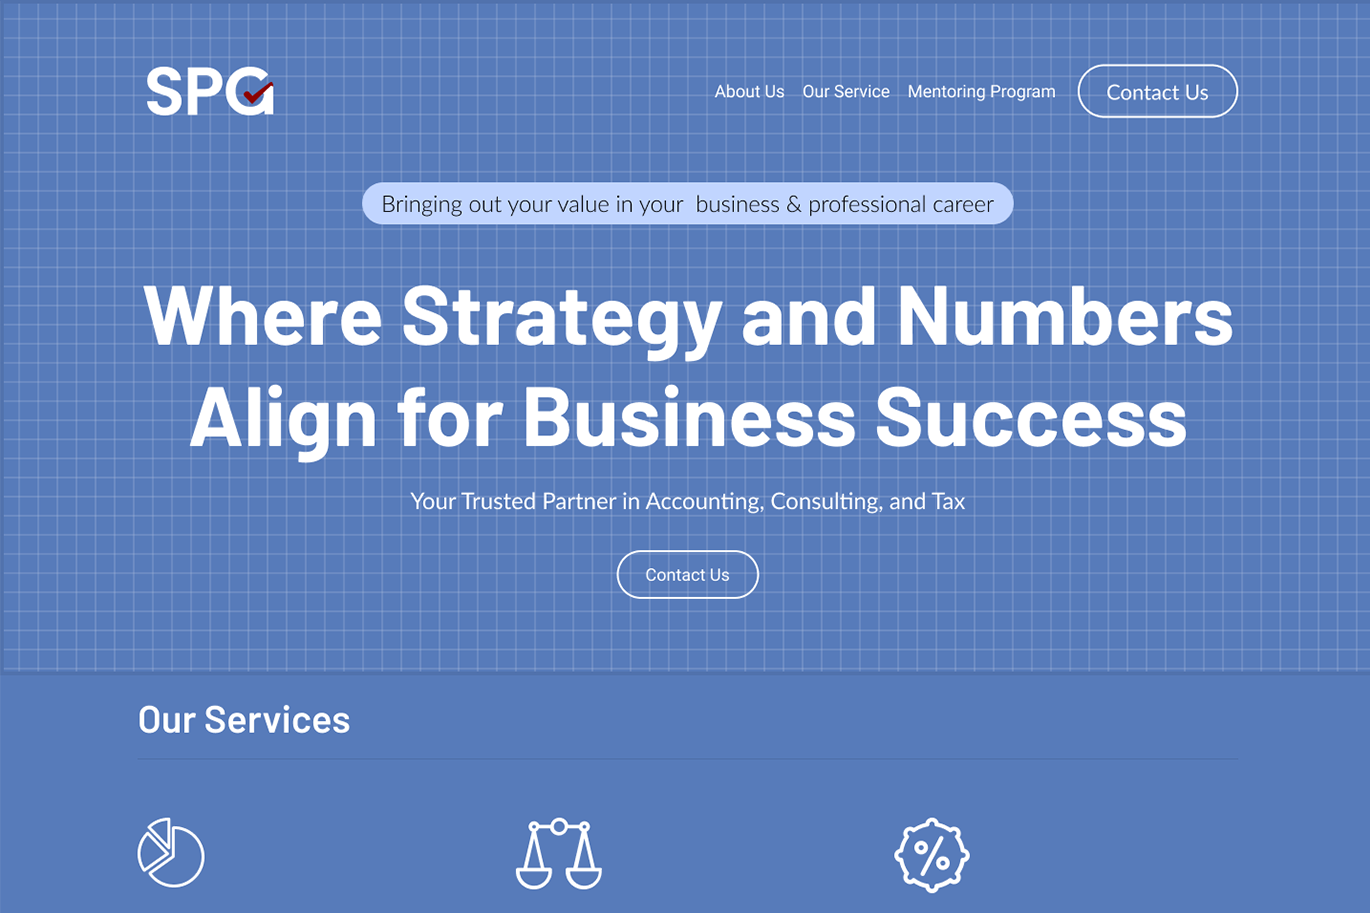 SPG
About Us Our Service Mentoring Program Contact Us
Bringing out your value in your business & professional career
Where Strategy and Numbers
Align for Business Success
Your Trusted Partner in Accounting, Consulting, and Tax
Contact Us
Our Services
%